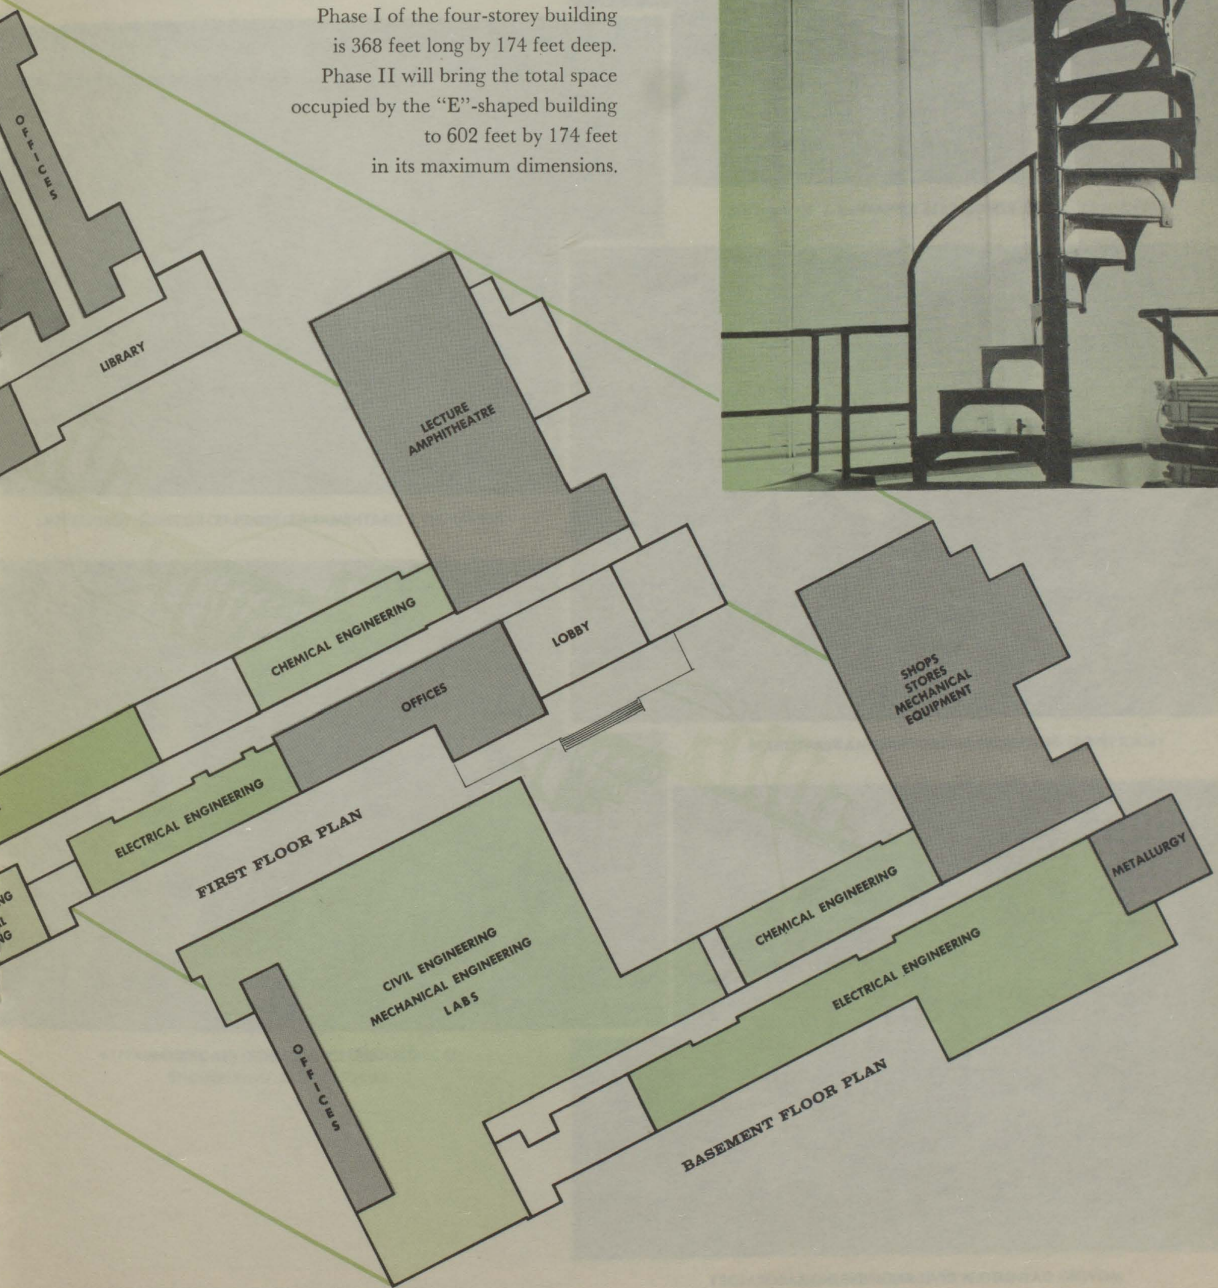 Phase I of the four-storey building
is 368 feet long by 174 feet deep.
Phase II will bring the total space
occupied by the “E”-shaped building
to 602 feet by 174 feet
in its maximum dimensions.
OFFICES
LIBRARY
LECTURE
AMPHITHEATRE
CHEMICAL ENGINEERING
LOBBY
OFFICES
ELECTRICAL ENGINEERING
FIRST FLOOR PLAN
SHOPS
STORES
MECHANICAL
EQUIPMENT
METALLURGY
CHEMICAL ENGINEERING
ELECTRICAL ENGINEERING
CIVIL ENGINEERING
MECHANICAL ENGINEERING
LABS
OFFICES
BASEMENT FLOOR PLAN